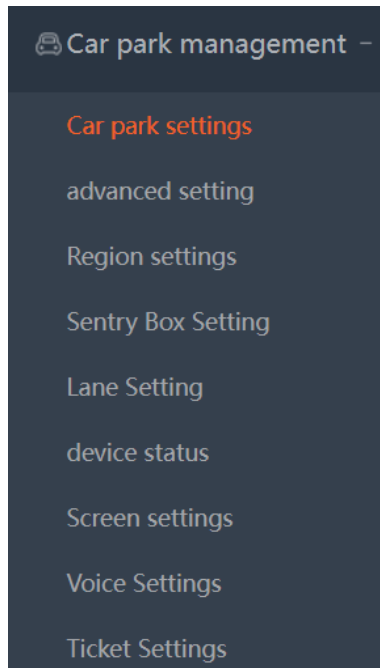 Car park management
Car park settings
advanced setting
Region settings
Sentry Box Setting
Lane Setting
device status
Screen settings
Voice Settings
Ticket Settings